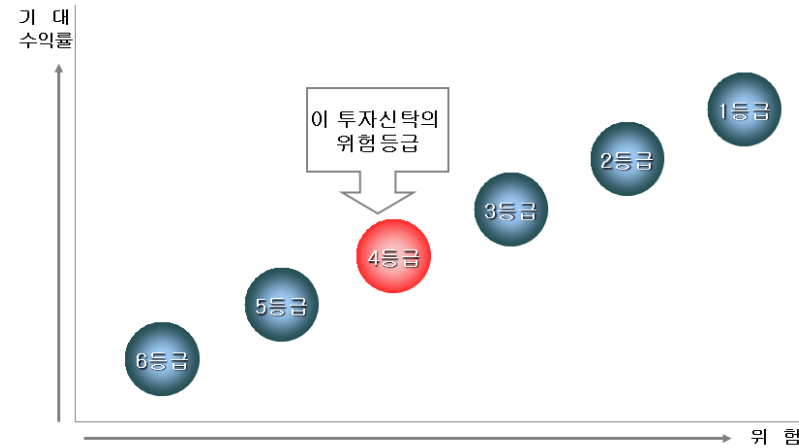 기 대
수익률
이 투자신탁의
위험등급
1등급
2등급
3등급
4등급
5등급
6등급
위 험